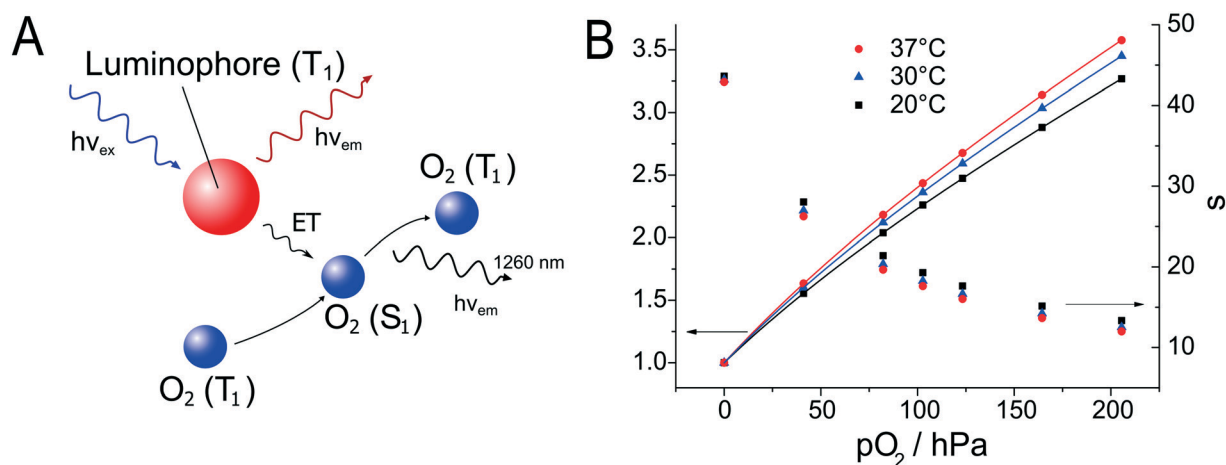 A
Luminophore (T₁)
hνₑₓ
hνₑₘ
ET
O₂ (T₁)
1260 nm
hνₑₘ
O₂ (S₁)
O₂ (T₁)
B
37°C
30°C
20°C
3.5
3.0
2.5
2.0
1.5
1.0
50
40
30
20
10
s
0
50
100
150
200
pO₂ / hPa